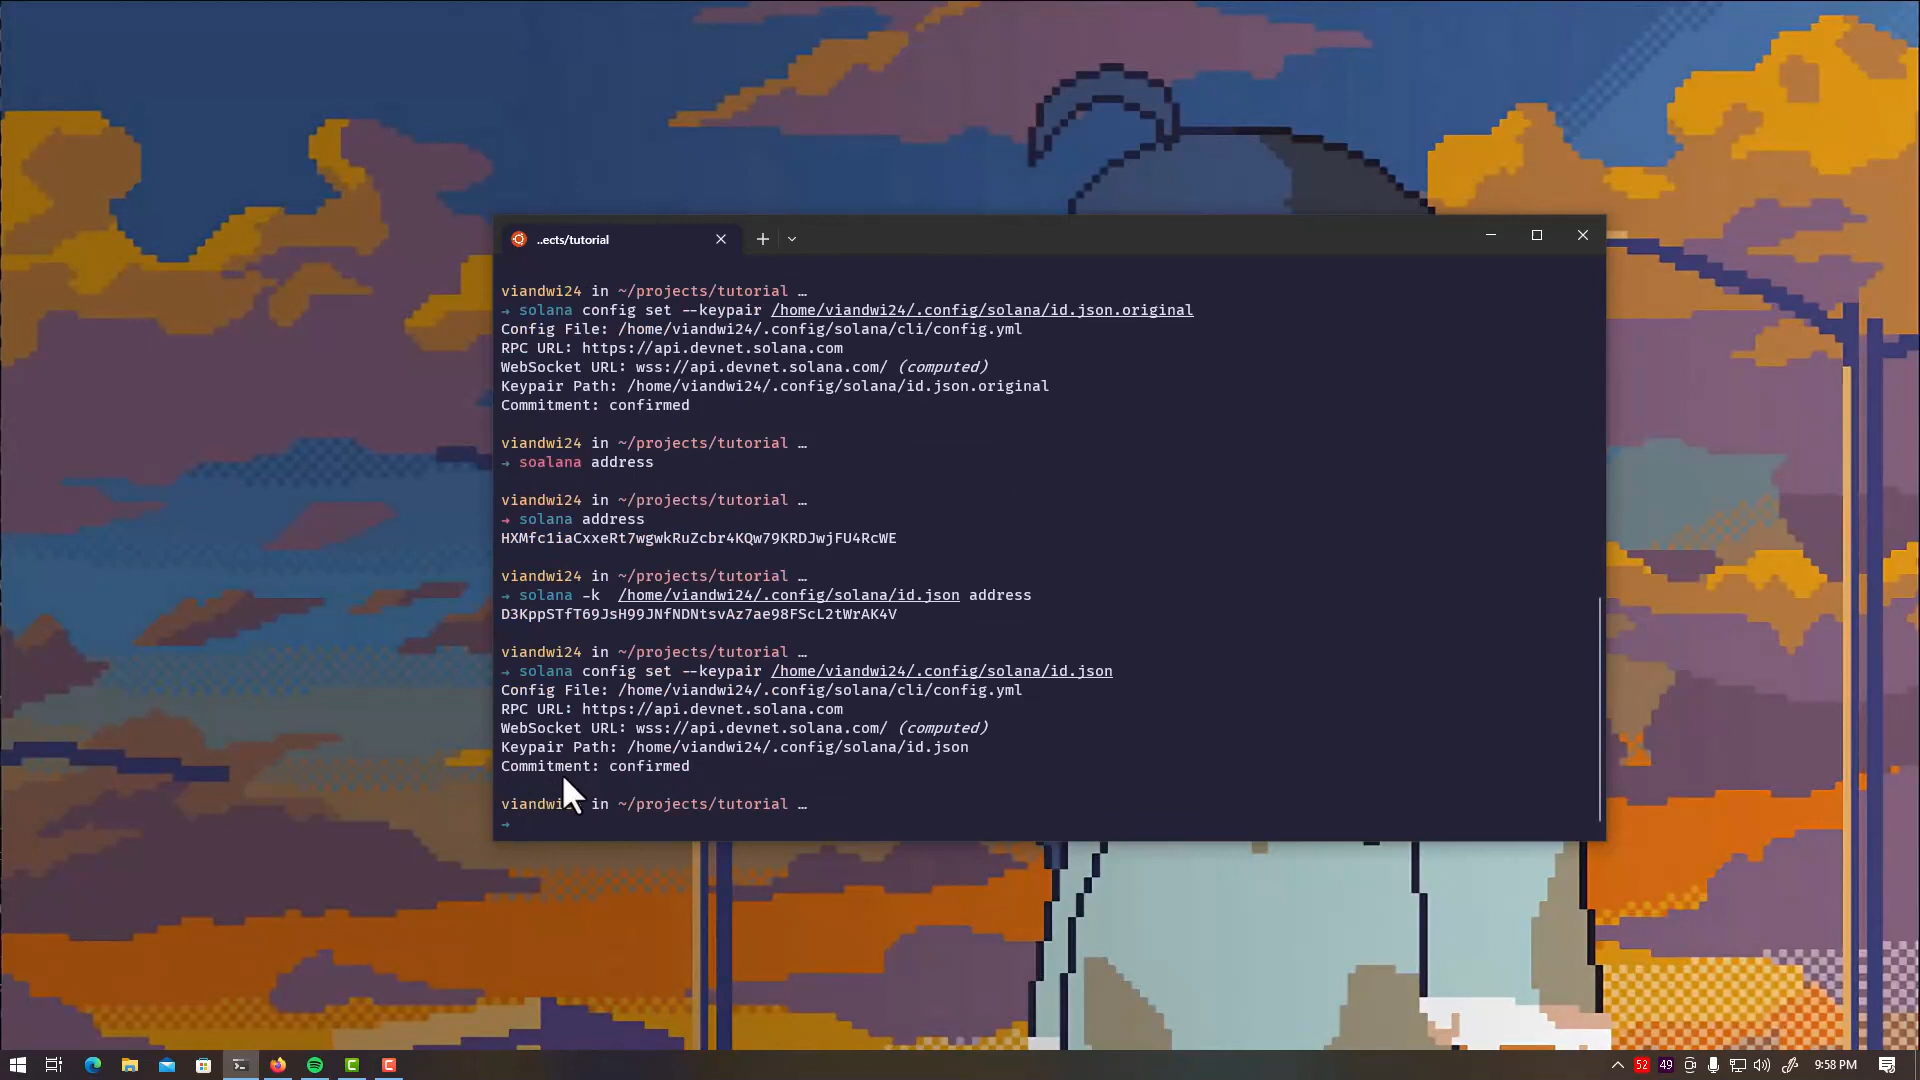 ..ects/tutorial
viandwi24 in ~/projects/tutorial …
→ solana config set --keypair /home/viandwi24/.config/solana/id.json.original
Config File: /home/viandwi24/.config/solana/cli/config.yml
RPC URL: https://api.devnet.solana.com
WebSocket URL: wss://api.devnet.solana.com/ (computed)
Keypair Path: /home/viandwi24/.config/solana/id.json.original
Commitment: confirmed
viandwi24 in ~/projects/tutorial …
→ soalana address
viandwi24 in ~/projects/tutorial …
→ solana address
HXMfc1iaCxxeRt7wgwkRuZcbr4KQw79KRDJwjFU4RcWE
viandwi24 in ~/projects/tutorial …
→ solana -k  /home/viandwi24/.config/solana/id.json address
D3KppSTfT69JsH99JNfNDNtsvAz7ae98FScL2tWrAK4V
viandwi24 in ~/projects/tutorial …
→ solana config set --keypair /home/viandwi24/.config/solana/id.json
Config File: /home/viandwi24/.config/solana/cli/config.yml
RPC URL: https://api.devnet.solana.com
WebSocket URL: wss://api.devnet.solana.com/ (computed)
Keypair Path: /home/viandwi24/.config/solana/id.json
Commitment: confirmed
in ~/projects/tutorial …
→
52 49 9:58 PM